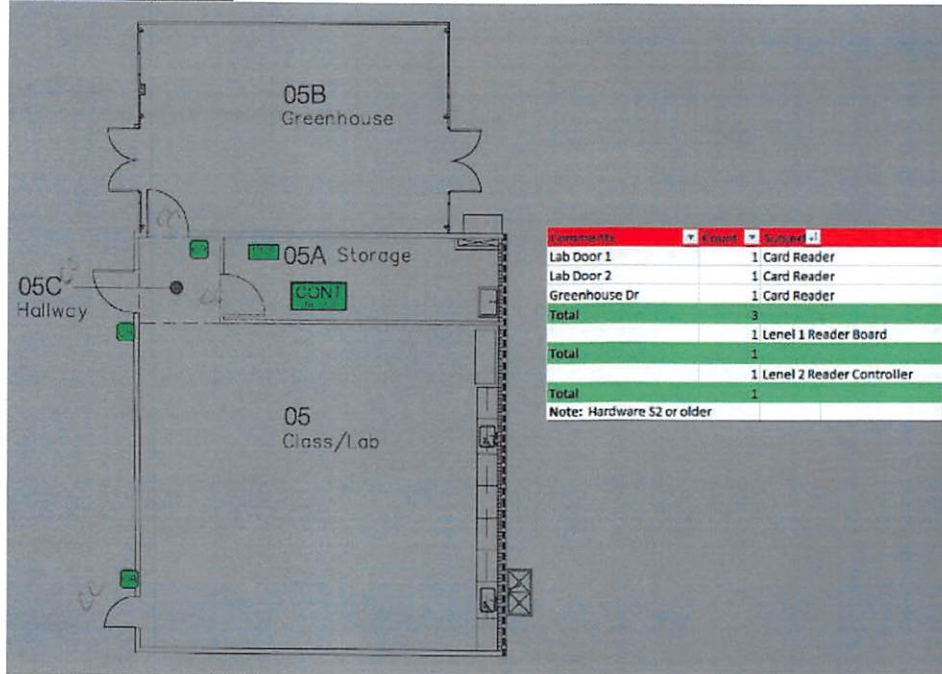 05B
Greenhouse
05A Storage
CONT
05C
Hallway
05
Class/Lab
Comments Count Subject
Lab Door 1 1 Card Reader
Lab Door 2 1 Card Reader
Greenhouse Dr 1 Card Reader
Total 3
1 Lenel 1 Reader Board
Total 1
1 Lenel 2 Reader Controller
Total 1
Note: Hardware S2 or older